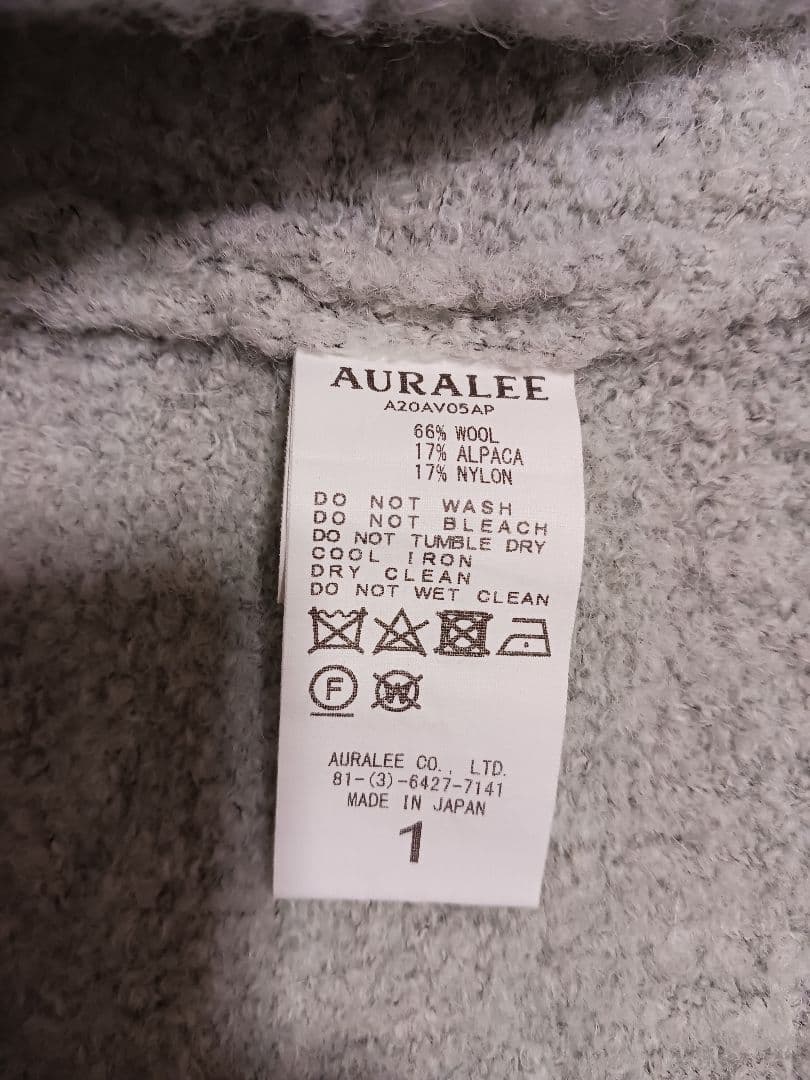 AURALEE
A20AV05AP
66% WOOL
17% ALPACA
17% NYLON
DO NOT WASH
DO NOT BLEACH
DO NOT TUMBLE DRY
COOL IRON
DRY CLEAN
DO NOT WET CLEAN
F W
AURALEE CO., LTD.
81-(3)-6427-7141
MADE IN JAPAN
1